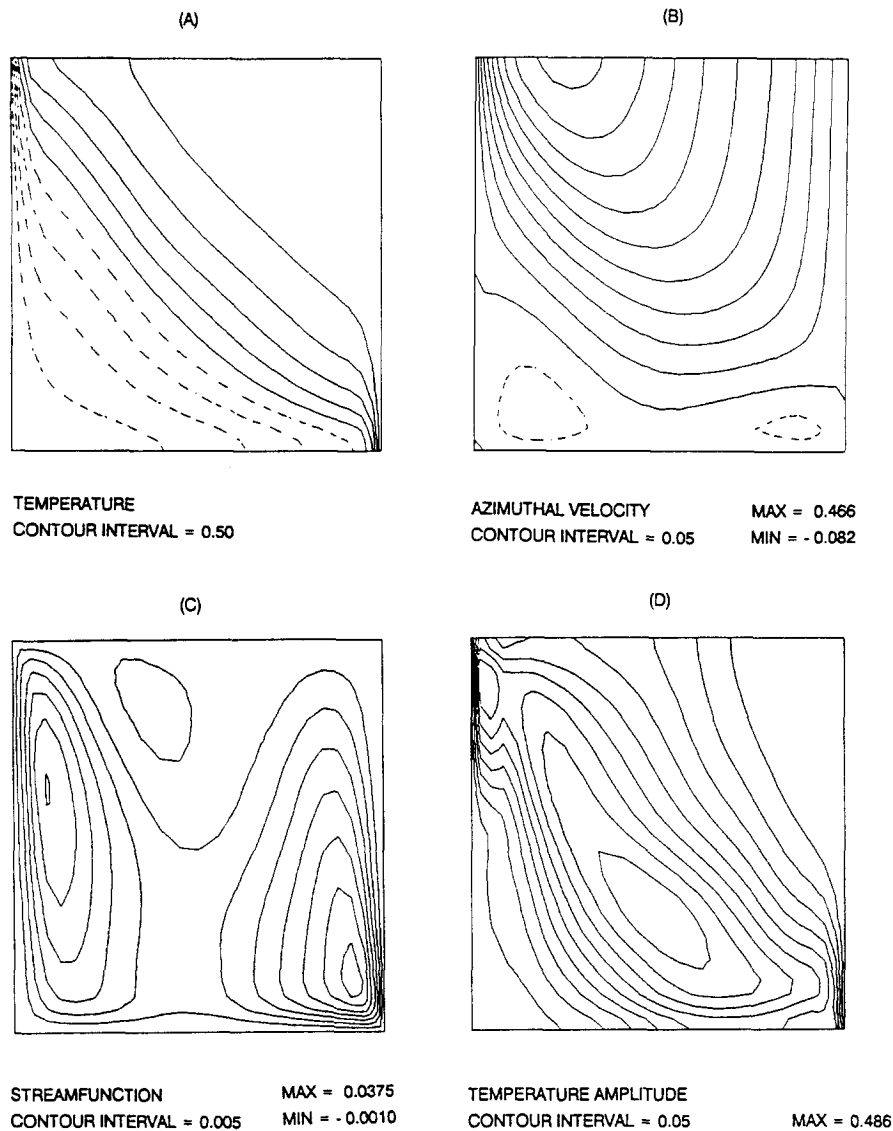 (A)
(B)
TEMPERATURE
CONTOUR INTERVAL = 0.50
AZIMUTHAL VELOCITY MAX = 0.466
CONTOUR INTERVAL = 0.05 MIN = - 0.082
(C)
(D)
STREAMFUNCTION MAX = 0.0375
CONTOUR INTERVAL = 0.005 MIN = - 0.0010
TEMPERATURE AMPLITUDE
CONTOUR INTERVAL = 0.05 MAX = 0.486